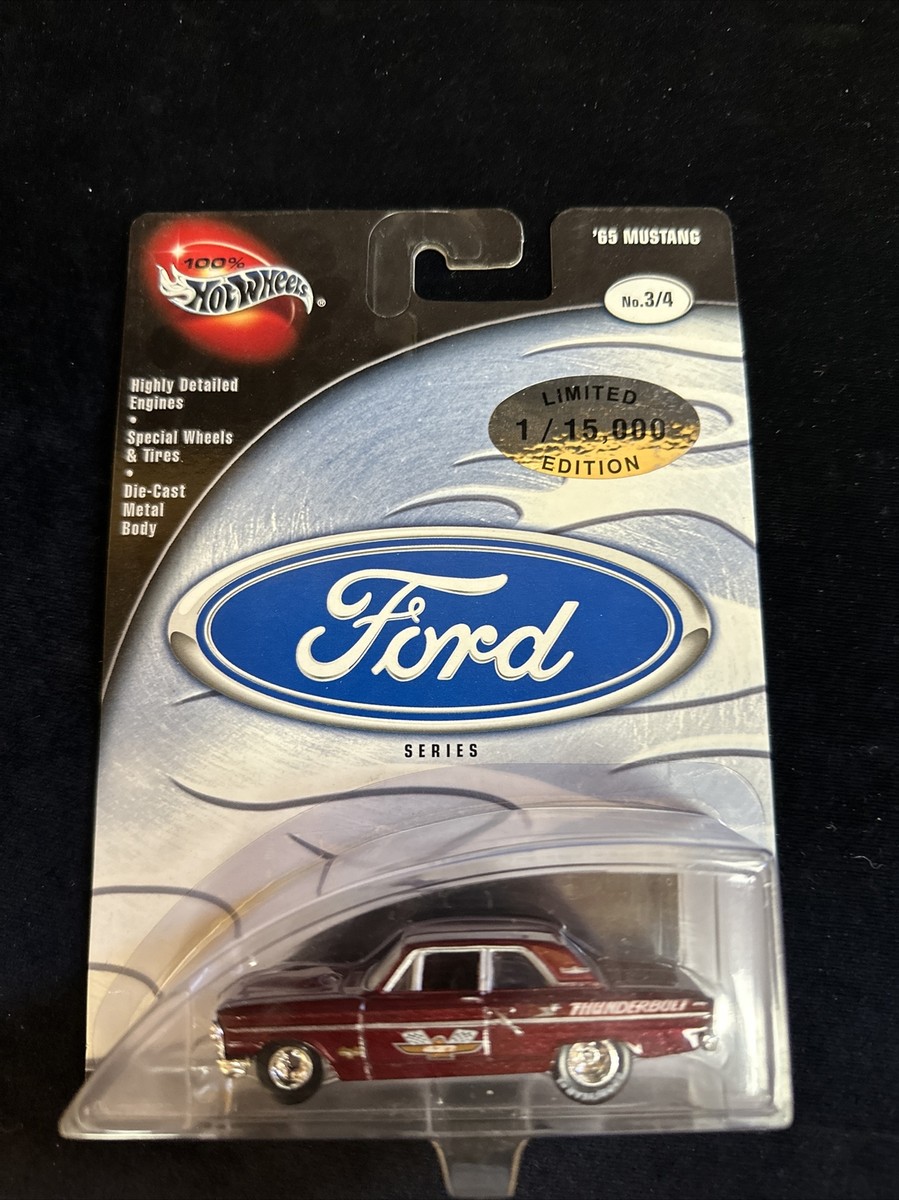 100%
Hot Wheels®
'65 MUSTANG
No.3/4
Highly Detailed
Engines
•
Special Wheels
& Tires
•
Die-Cast
Metal
Body
LIMITED
1 / 15,000
EDITION
Ford
SERIES
THUNDERBOLT